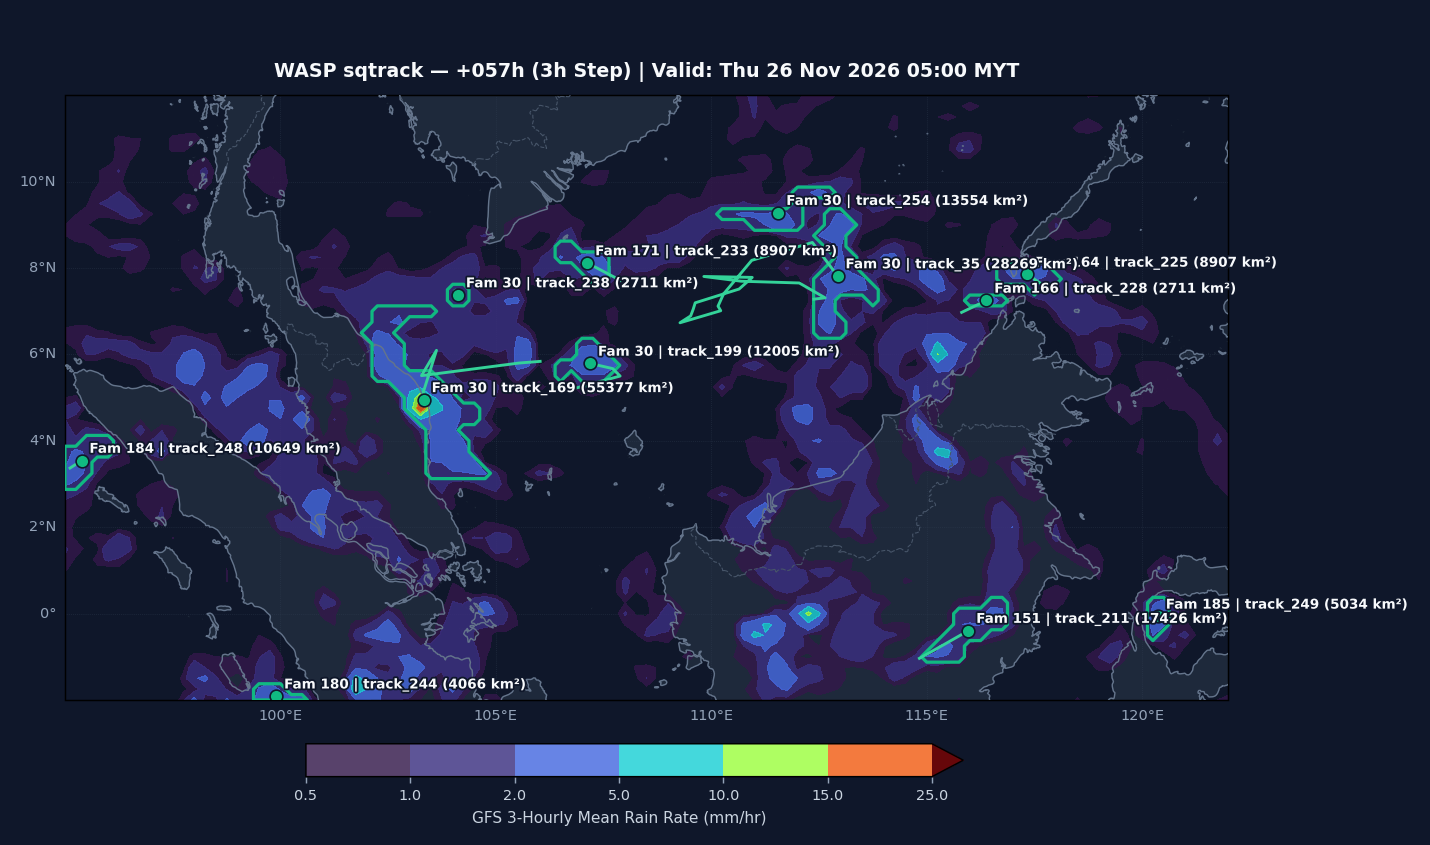 WASP sqtrack — +057h (3h Step) | Valid: Thu 26 Nov 2026 05:00 MYT
10°N
8°N
6°N
4°N
2°N
0°
Fam 30 | track_254 (13554 km²)
Fam 171 | track_233 (8907 km²)
Fam 30 | track_35 (28269 km²)
64 | track_225 (8907 km²)
Fam 30 | track_238 (2711 km²)
Fam 166 | track_228 (2711 km²)
Fam 30 | track_199 (12005 km²)
Fam 30 | track_169 (55377 km²)
Fam 184 | track_248 (10649 km²)
Fam 185 | track_249 (5034 km²)
Fam 151 | track_211 (17426 km²)
Fam 180 | track_244 (4066 km²)
100°E 105°E 110°E 115°E 120°E
0.5 1.0 2.0 5.0 10.0 15.0 25.0
GFS 3-Hourly Mean Rain Rate (mm/hr)